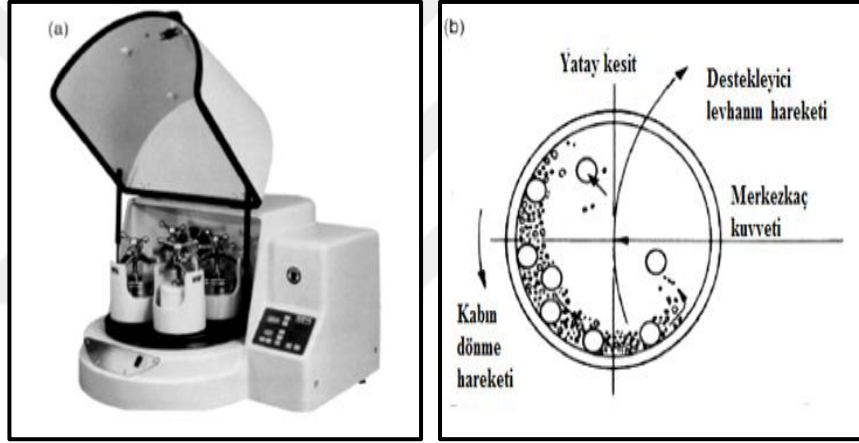 (a)
(b)
Yatay kesit
Destekleyici
levhanın hareketi
Merkezkaç
kuvveti
Kabın
dönme
hareketi